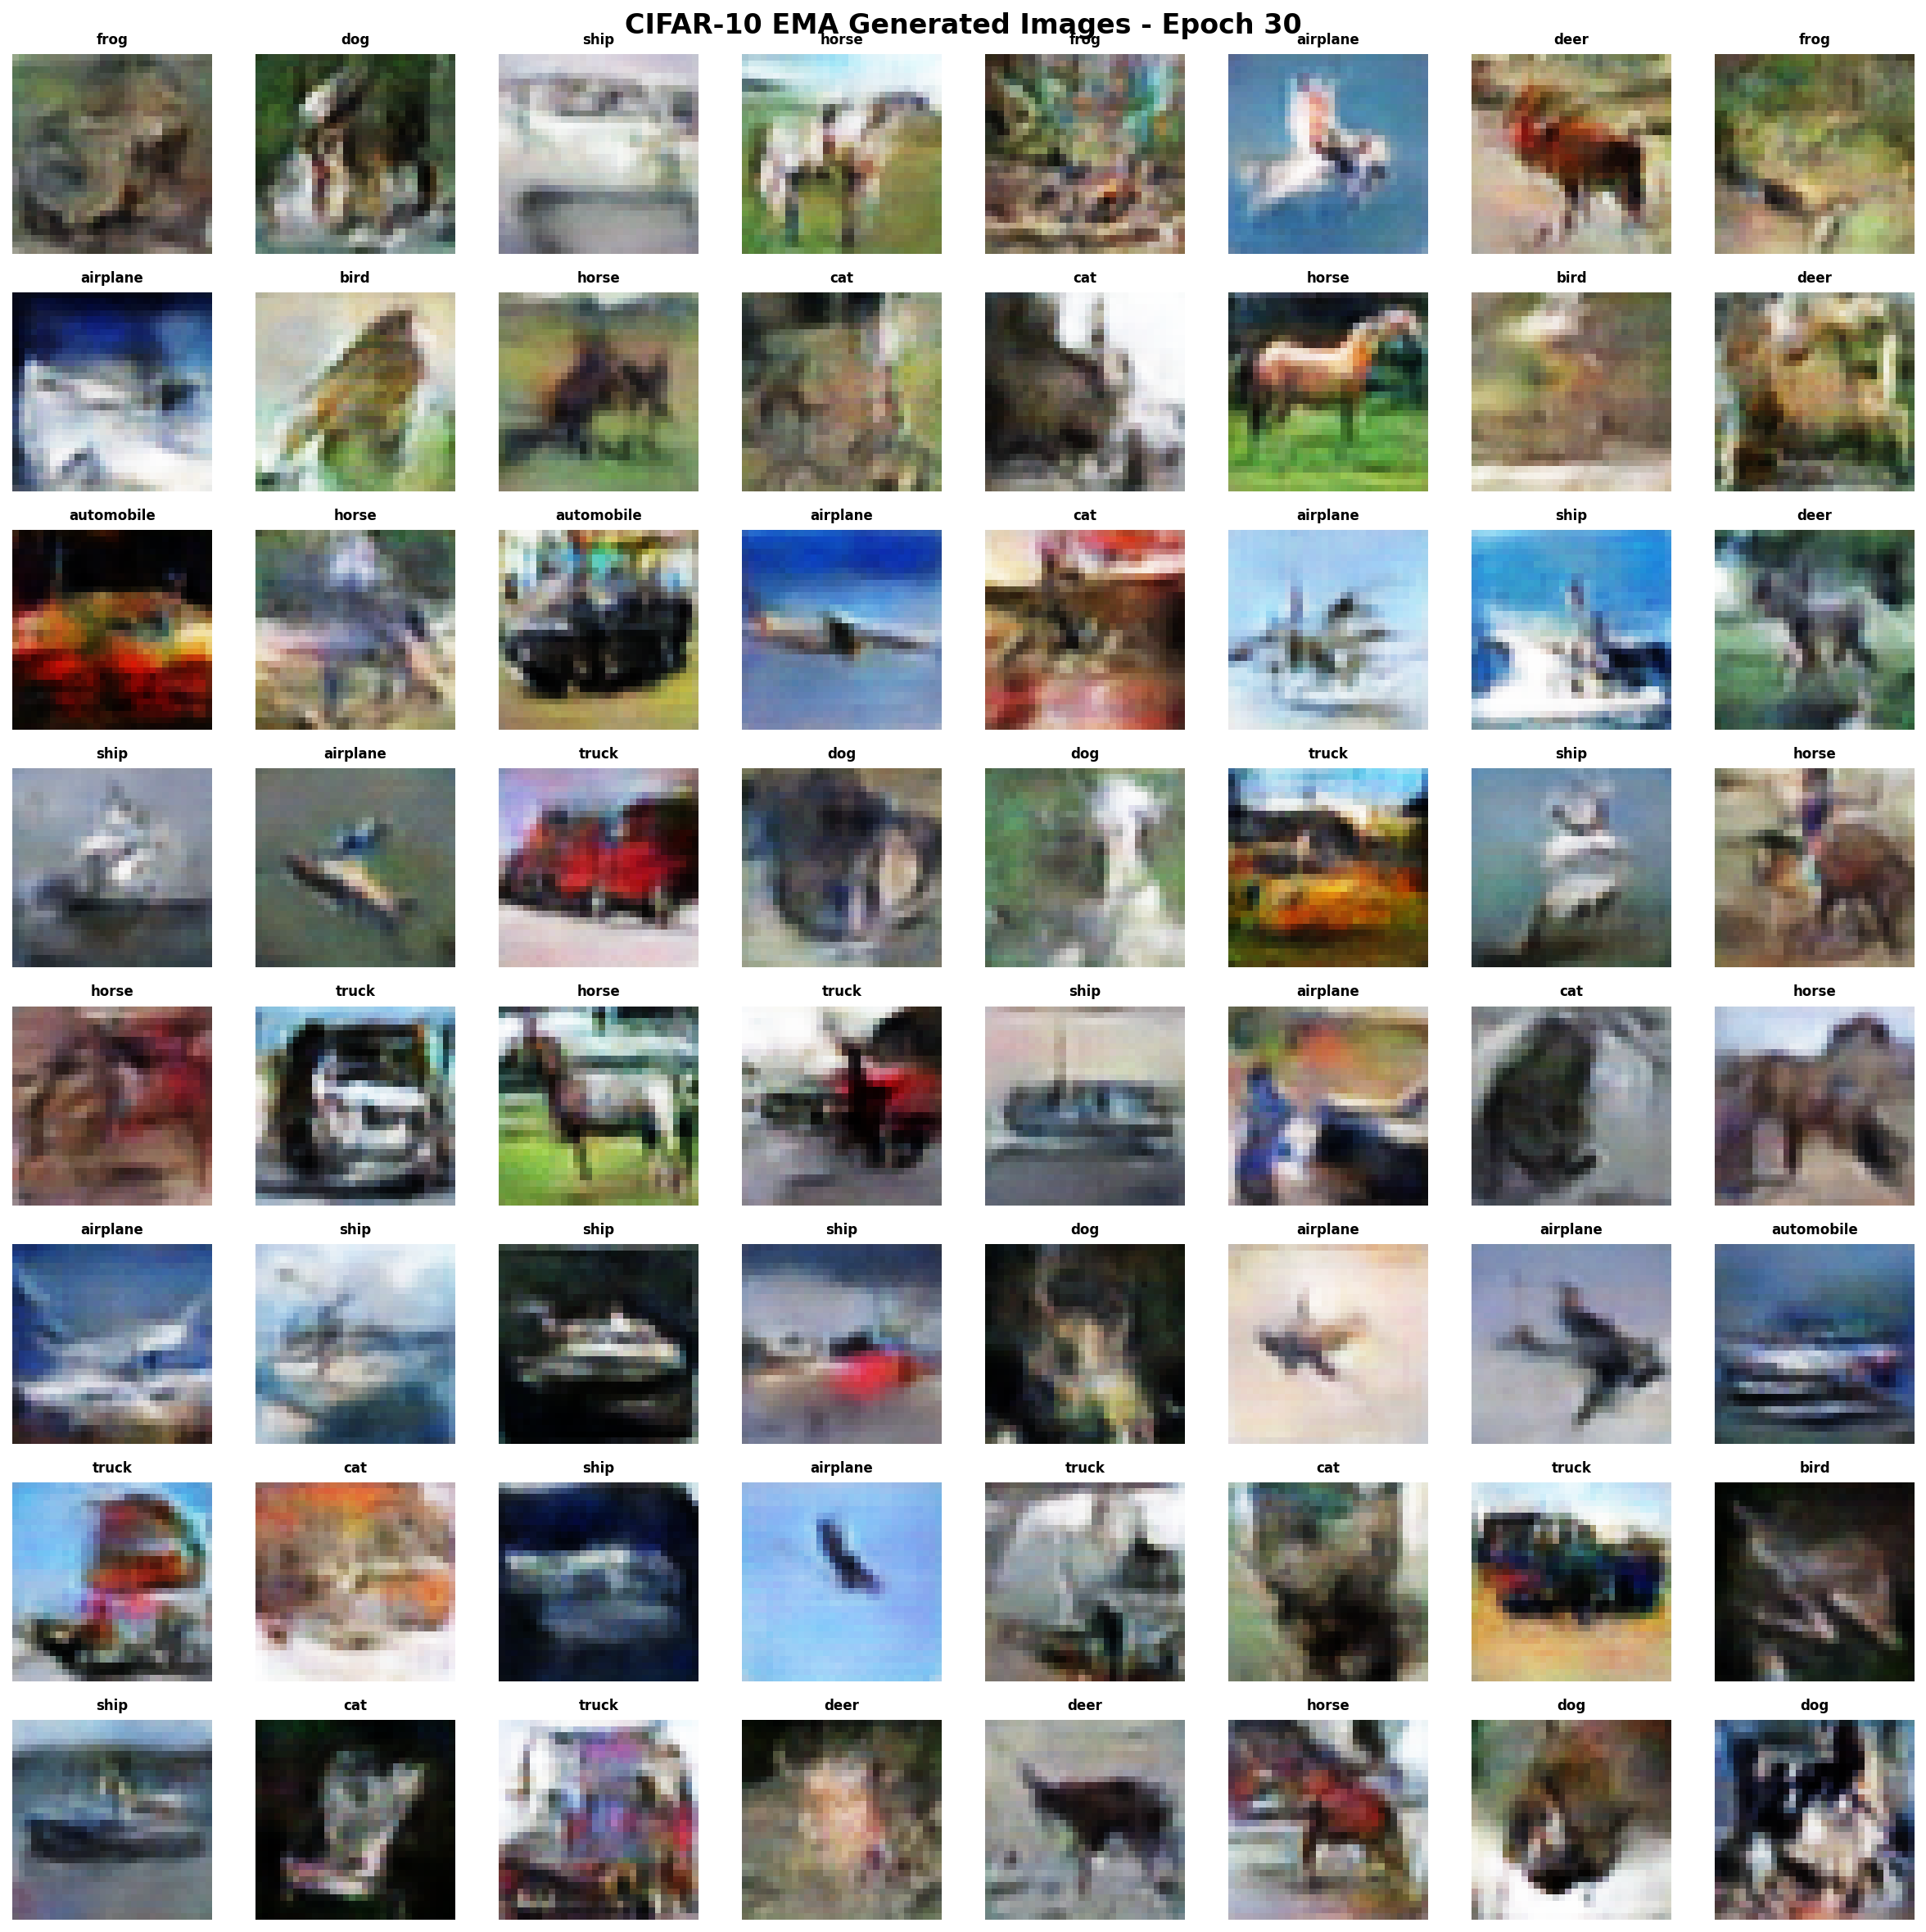 CIFAR-10 EMA Generated Images - Epoch 30
frog dog ship horse frog airplane deer frog
airplane bird horse cat cat horse bird deer
automobile horse automobile airplane cat airplane ship deer
ship airplane truck dog dog truck ship horse
horse truck horse truck ship airplane cat horse
airplane ship ship ship dog airplane airplane automobile
truck cat ship airplane truck cat truck bird
ship cat truck deer deer horse dog dog